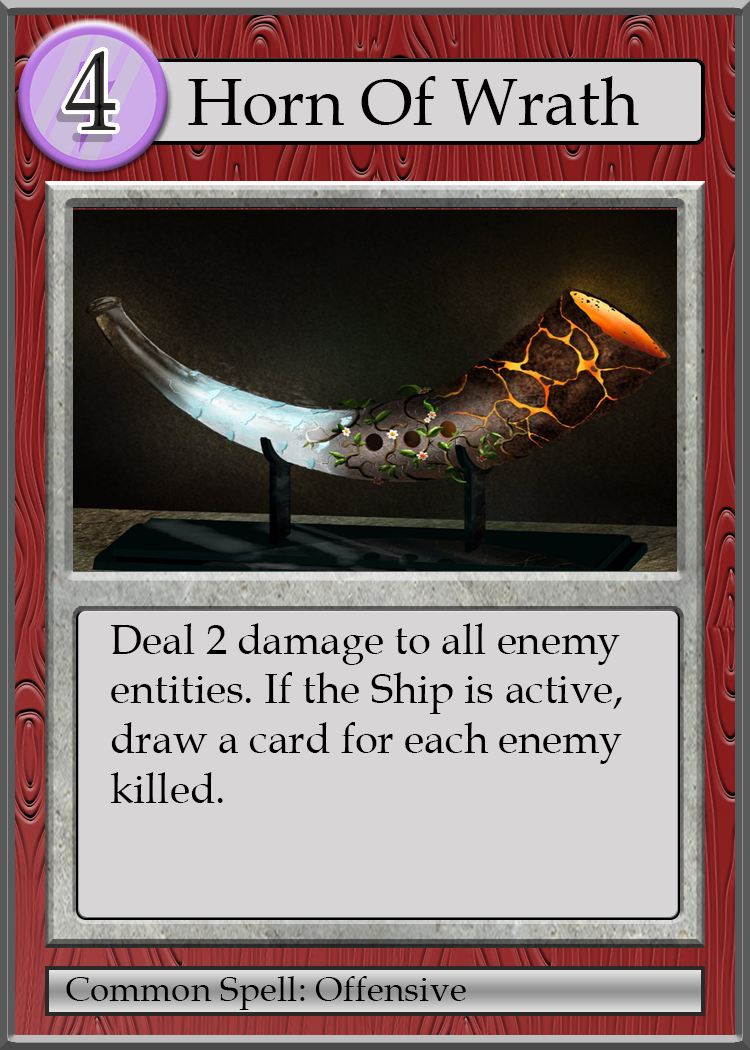 4
Horn Of Wrath
Deal 2 damage to all enemy
entities. If the Ship is active,
draw a card for each enemy
killed.
Common Spell: Offensive